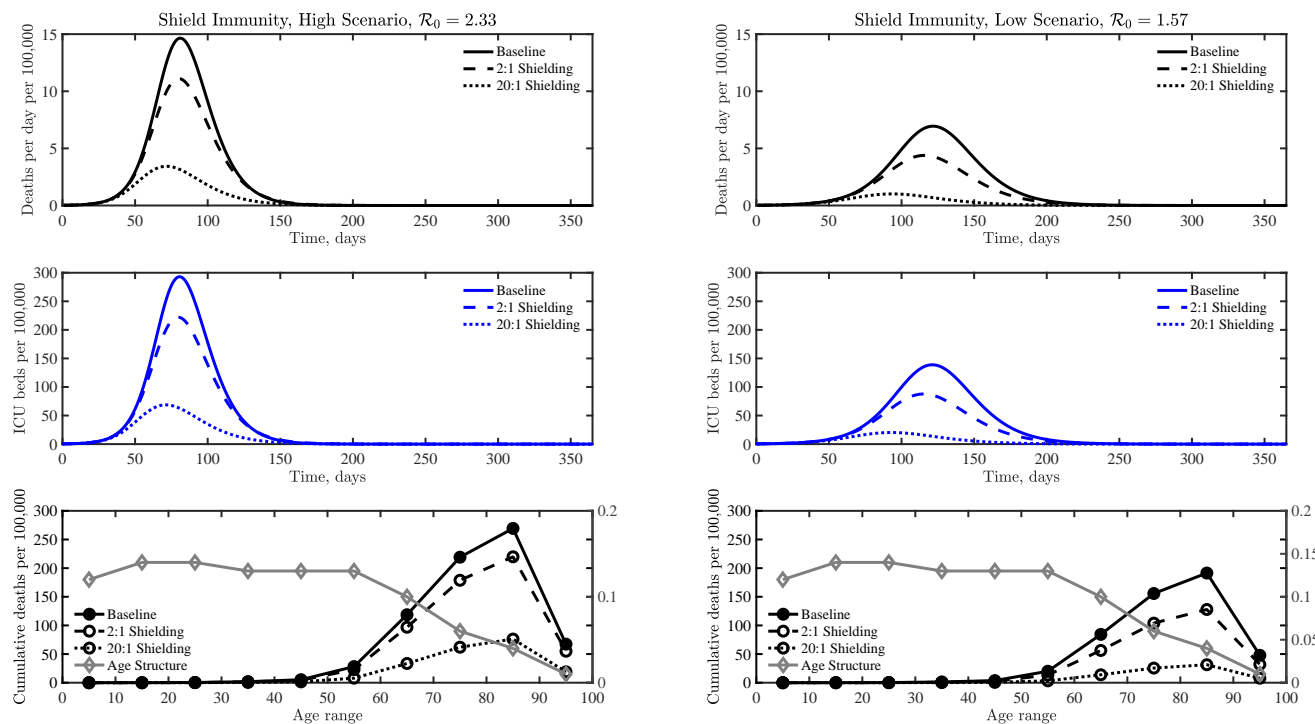 Shield Immunity, High Scenario, R₀ = 2.33
Deaths per day per 100,000
15
10
5
0
0 50 100 150 200 250 300 350
Time, days
Baseline
2:1 Shielding
20:1 Shielding
Shield Immunity, Low Scenario, R₀ = 1.57
Deaths per day per 100,000
15
10
5
0
0 50 100 150 200 250 300 350
Time, days
Baseline
2:1 Shielding
20:1 Shielding
ICU beds per 100,000
300
250
200
150
100
50
0
0 50 100 150 200 250 300 350
Time, days
Baseline
2:1 Shielding
20:1 Shielding
ICU beds per 100,000
300
250
200
150
100
50
0
0 50 100 150 200 250 300 350
Time, days
Baseline
2:1 Shielding
20:1 Shielding
Cumulative deaths per 100,000
300
250
200
150
100
50
0
0 10 20 30 40 50 60 70 80 90 100
Age range
Baseline
2:1 Shielding
20:1 Shielding
Age Structure
0.2
0.1
0
Cumulative deaths per 100,000
300
250
200
150
100
50
0
0 10 20 30 40 50 60 70 80 90 100
Age range
Baseline
2:1 Shielding
20:1 Shielding
Age Structure
0.2
0.1
0